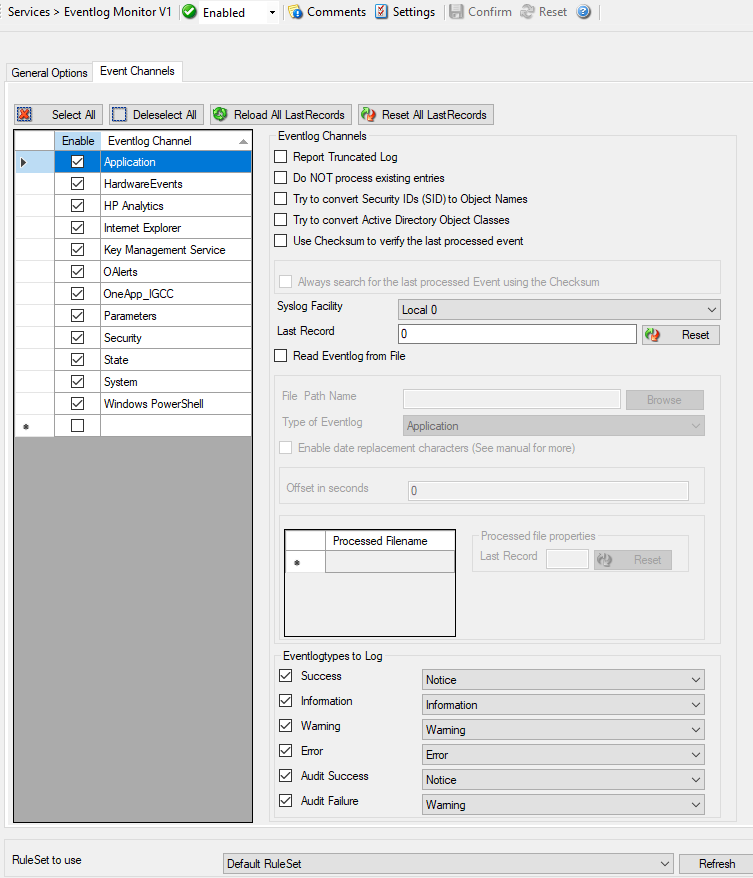 Services > Eventlog Monitor V1 Enabled Comments Settings Confirm Reset
General Options Event Channels
Select All Deleselect All Reload All LastRecords Reset All LastRecords
Enable Eventlog Channel
Application
HardwareEvents
HP Analytics
Internet Explorer
Key Management Service
OAlerts
OneApp_IGCC
Parameters
Security
State
System
Windows PowerShell
Eventlog Channels
Report Truncated Log
Do NOT process existing entries
Try to convert Security IDs (SID) to Object Names
Try to convert Active Directory Object Classes
Use Checksum to verify the last processed event
Always search for the last processed Event using the Checksum
Syslog Facility Local 0
Last Record 0 Reset
Read Eventlog from File
File Path Name Browse
Type of Eventlog Application
Enable date replacement characters (See manual for more)
Offset in seconds 0
Processed Filename
Processed file properties
Last Record Reset
Eventlogtypes to Log
Success Notice
Information Information
Warning Warning
Error Error
Audit Success Notice
Audit Failure Warning
RuleSet to use Default RuleSet Refresh